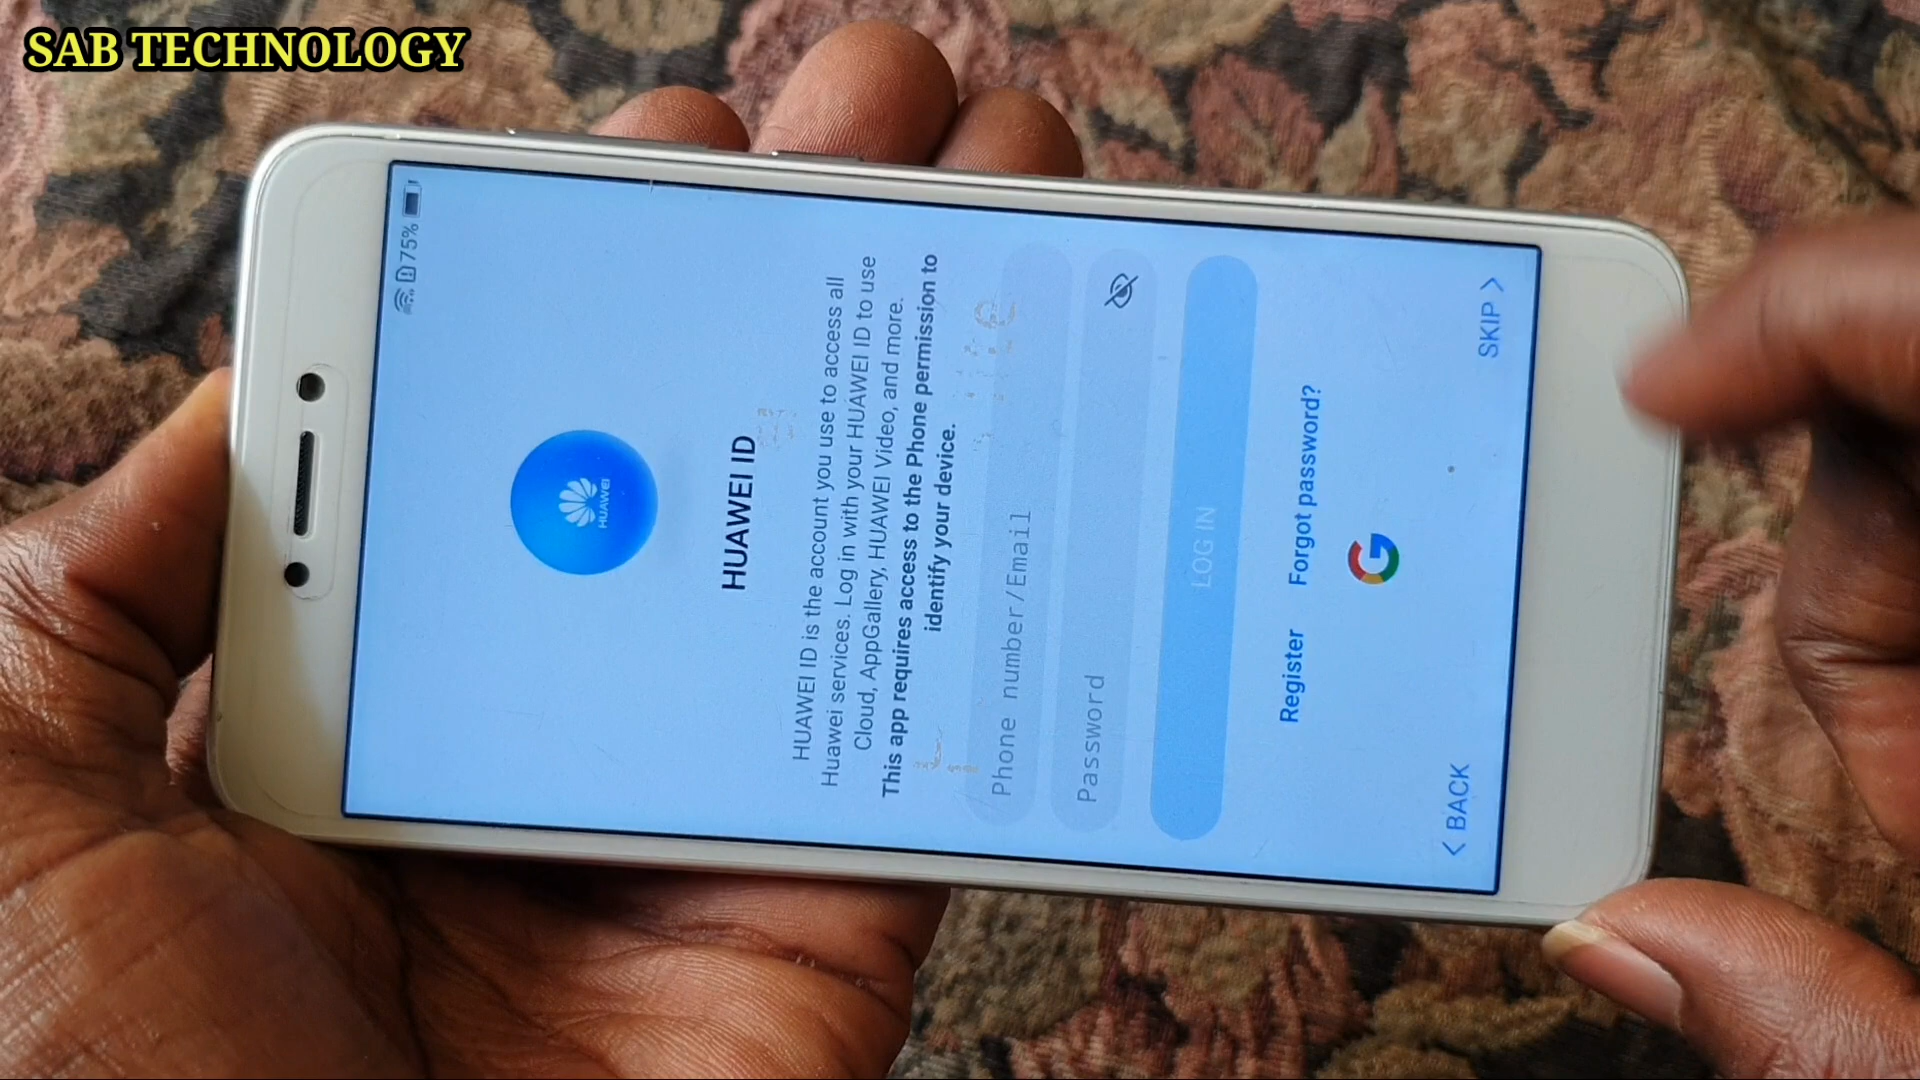 SAB TECHNOLOGY
75%
HUAWEI
HUAWEI ID
HUAWEI ID is the account you use to access all
Huawei services. Log in with your HUAWEI ID to use
Cloud, AppGallery, HUAWEI Video, and more.
This app requires access to the Phone permission to
identify your device.
Phone number/Email
Password
LOG IN
Register Forgot password?
< BACK SKIP >